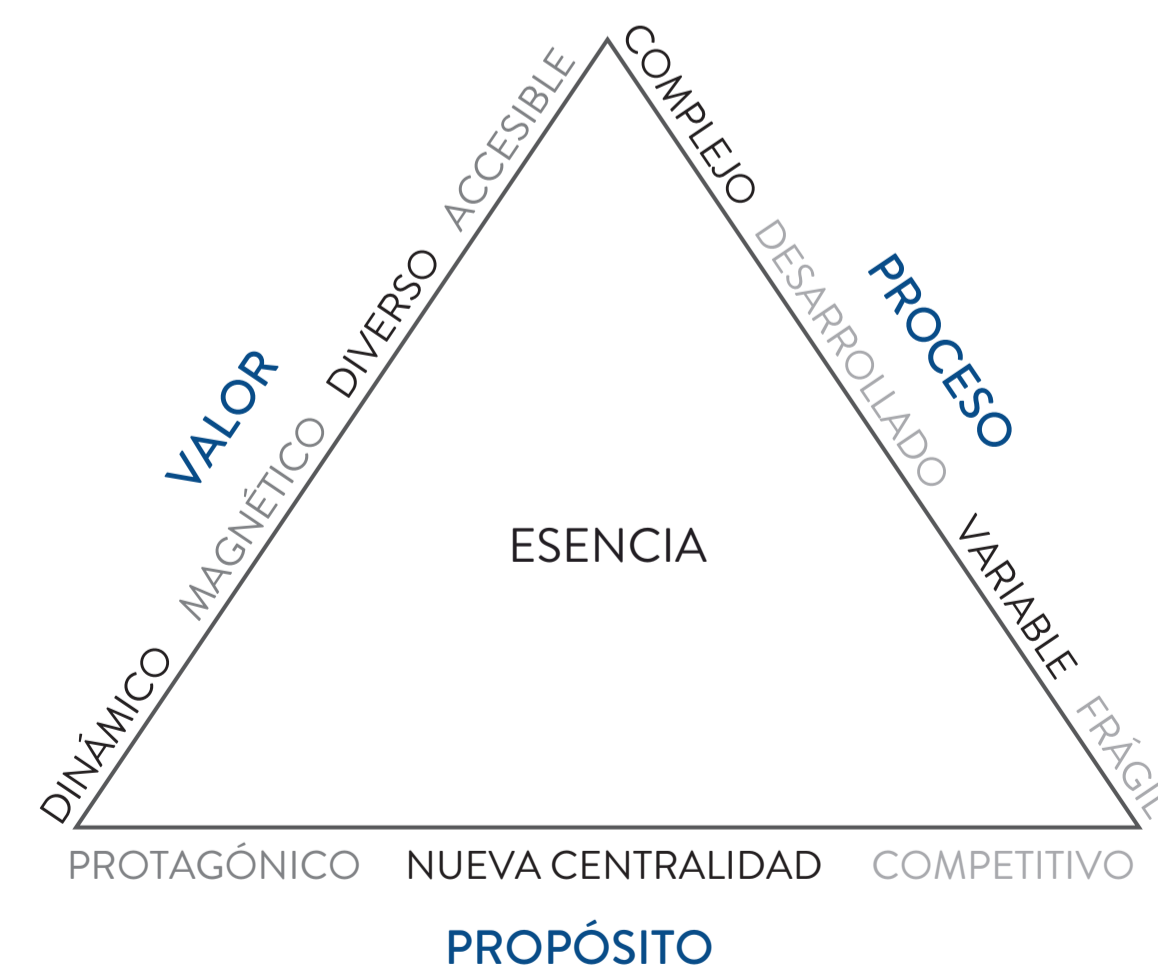 VALOR
DINÁMICO MAGNÉTICO DIVERSO ACCESIBLE
COMPLEJO DESARROLLADO VARIABLE FRÁGIL
PROCESO
ESENCIA
PROTAGÓNICO NUEVA CENTRALIDAD COMPETITIVO
PROPÓSITO